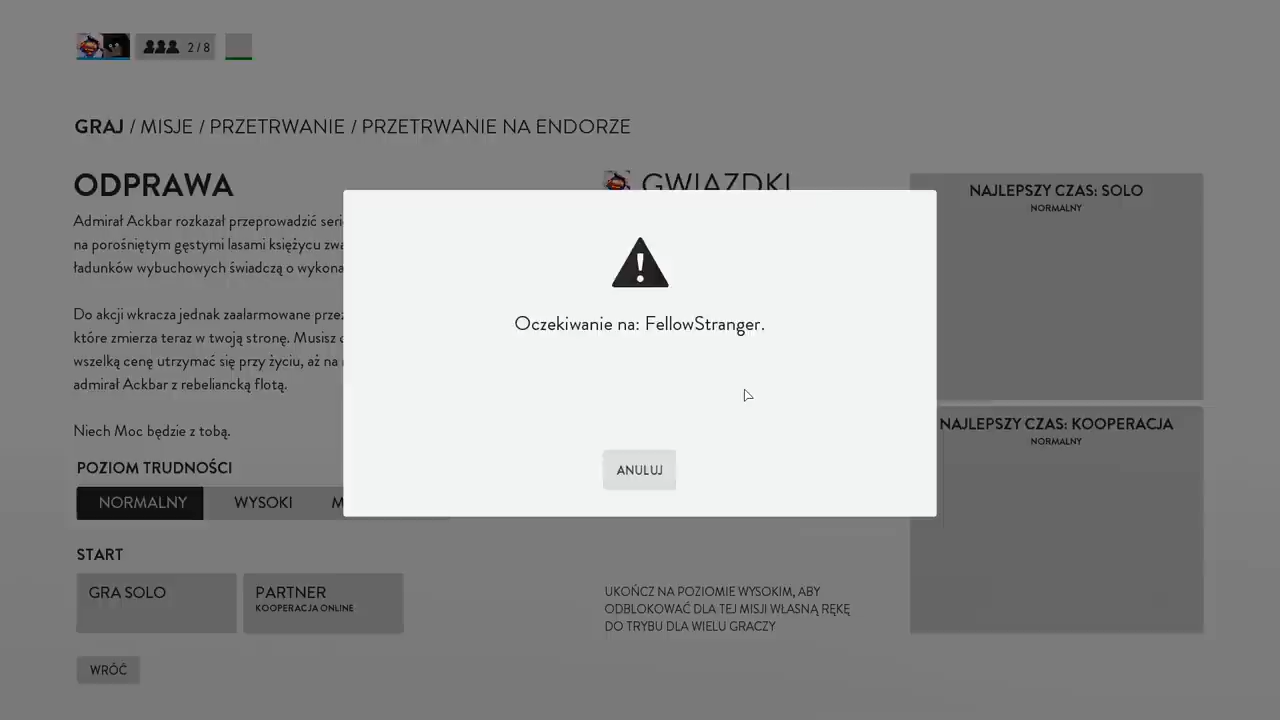 2 / 8
GRAJ / MISJE / PRZETRWANIE / PRZETRWANIE NA ENDORZE
ODPRAWA
Admirał Ackbar rozkazał przeprowadzić
na porośniętym gęstymi lasami księżycu
ładunków wybuchowych świadczą o
Do akcji wkracza jednak zaalarmowane
które zmierza teraz w twoją stronę. Musisz
wszelką cenę utrzymać się przy życiu, aż na
admirał Ackbar z rebeliancką flotą.
Niech Moc będzie z tobą.
POZIOM TRUDNOŚCI
NORMALNY WYSOKI
START
GRA SOLO
PARTNER
KOOPERACJA ONLINE
WRÓĆ
GWIAZDKI
Oczekiwanie na: FellowStranger.
ANULUJ
UKOŃCZ NA POZIOMIE WYSOKIM, ABY
ODBLOKOWAĆ DLA TEJ MISJI WŁASNĄ RĘKĘ
DO TRYBU DLA WIELU GRACZY
NAJLEPSZY CZAS: SOLO
NORMALNY
NAJLEPSZY CZAS: KOOPERACJA
NORMALNY